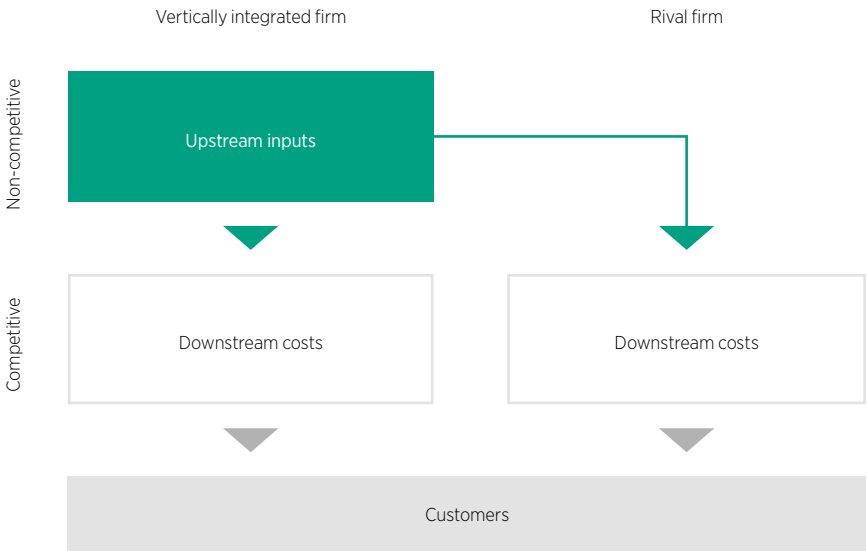 Vertically integrated firm
Rival firm
Non-competitive
Upstream inputs
Competitive
Downstream costs
Downstream costs
Customers